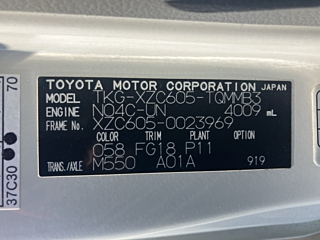 TOYOTA MOTOR CORPORATION JAPAN
MODEL TKG-XZC605-TQMMB3
ENGINE N04C-UN 4009 mL
FRAME NO. XZC605-0023969
COLOR TRIM PLANT OPTION
058 FG18 P11
TRANS./AXLE M550 A01A 919
70
37C30